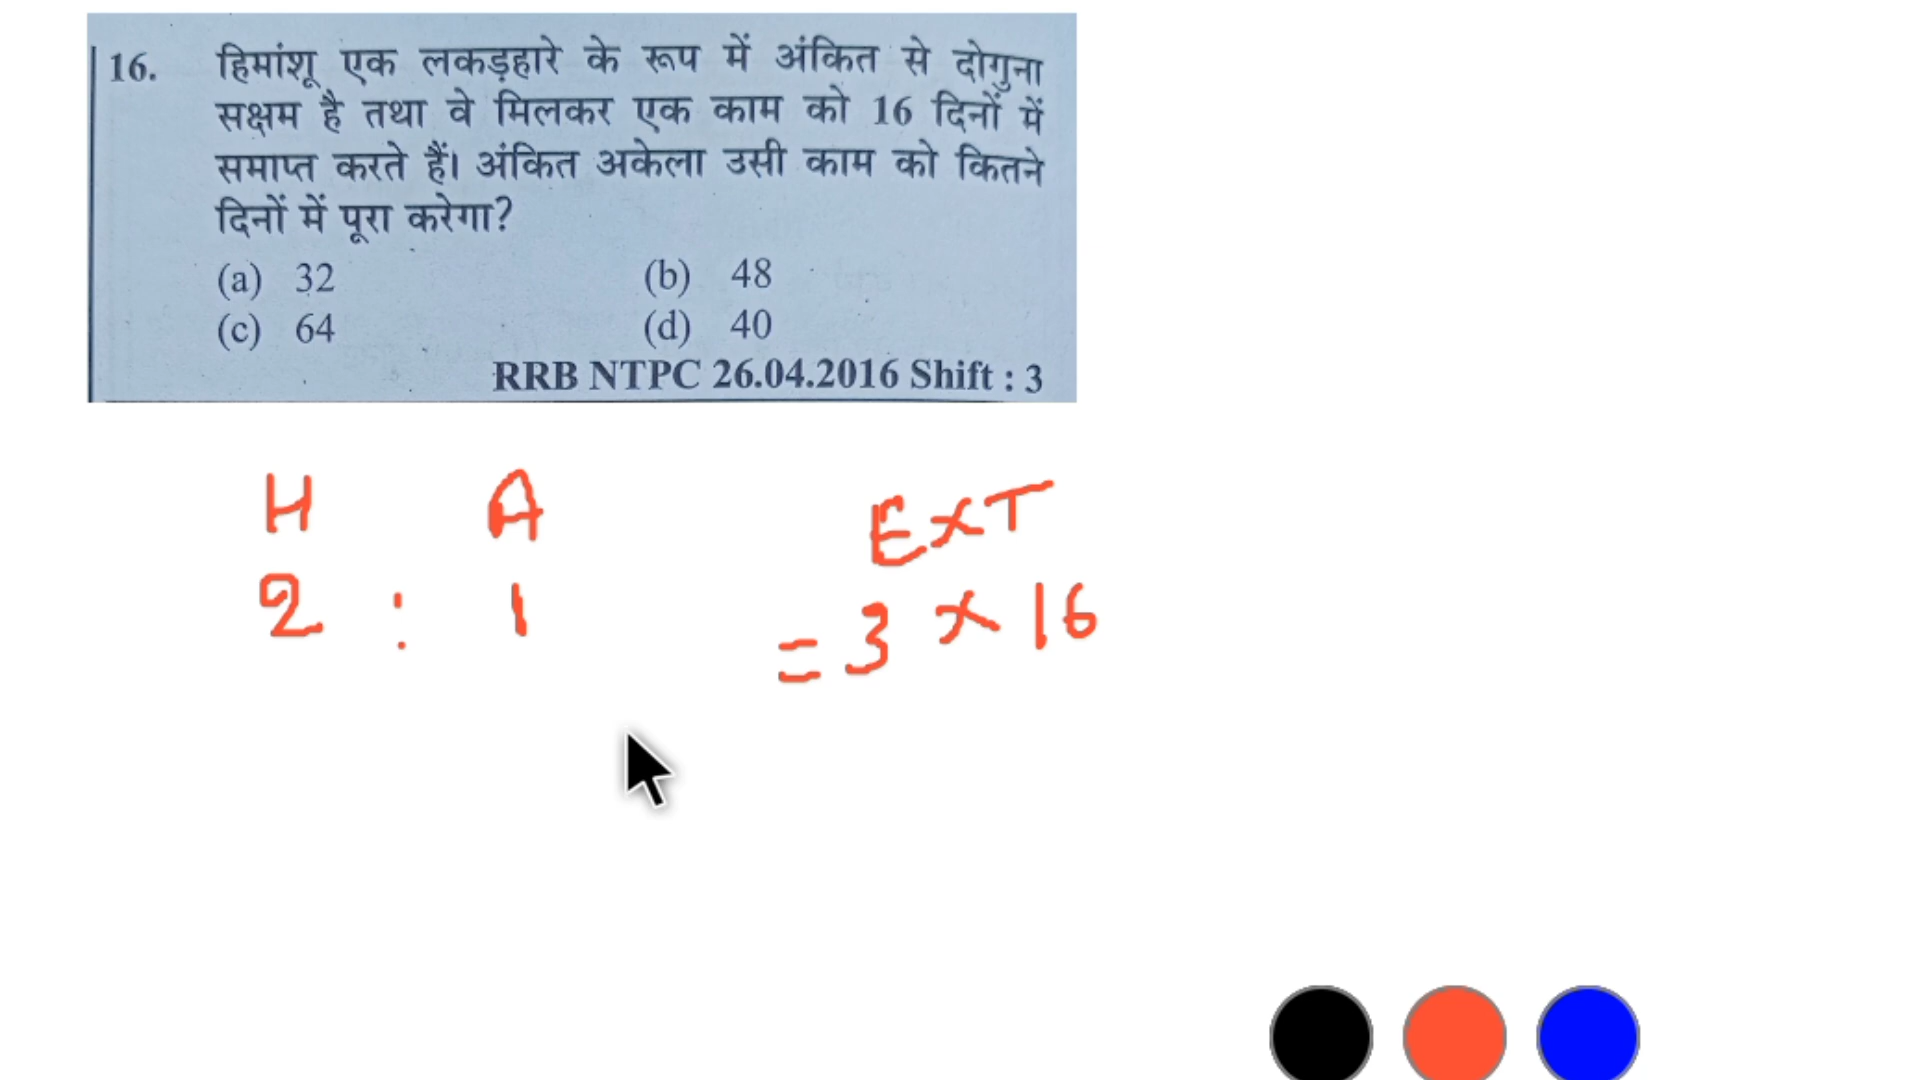 16. हिमांशू एक लकड़हारे के रूप में अंकित से दोगुना
सक्षम है तथा वे मिलकर एक काम को 16 दिनों में
समाप्त करते हैं। अंकित अकेला उसी काम को कितने
दिनों में पूरा करेगा?
(a) 32 (b) 48
(c) 64 (d) 40
RRB NTPC 26.04.2016 Shift : 3
H A EXT
2 : 1 = 3 × 16